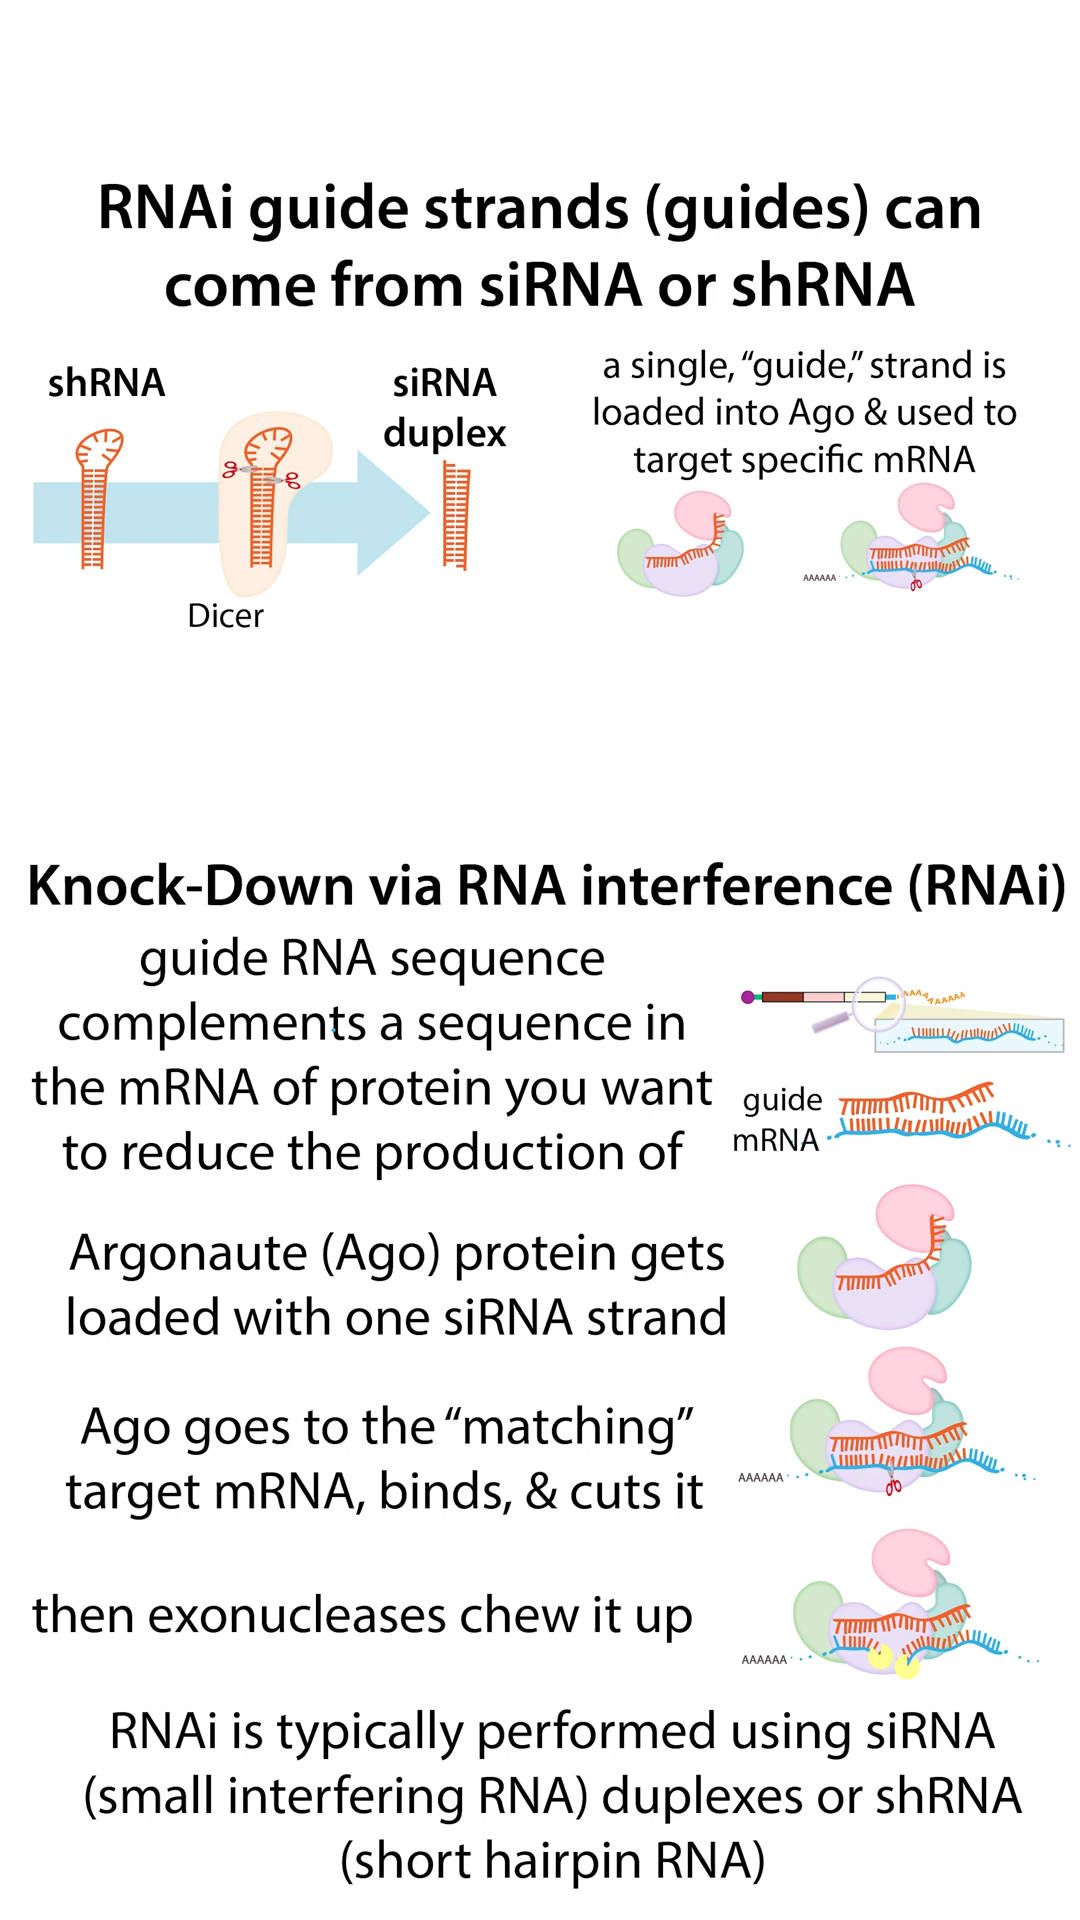 RNAi guide strands (guides) can
come from siRNA or shRNA
shRNA
siRNA
duplex
Dicer
a single, “guide,” strand is
loaded into Ago & used to
target specific mRNA
AAAAAA
Knock-Down via RNA interference (RNAi)
guide RNA sequence
complements a sequence in
the mRNA of protein you want
to reduce the production of
AAAAAAAAAA
guide
mRNA
Argonaute (Ago) protein gets
loaded with one siRNA strand
Ago goes to the “matching”
target mRNA, binds, & cuts it
AAAAAA
then exonucleases chew it up
AAAAAA
RNAi is typically performed using siRNA
(small interfering RNA) duplexes or shRNA
(short hairpin RNA)